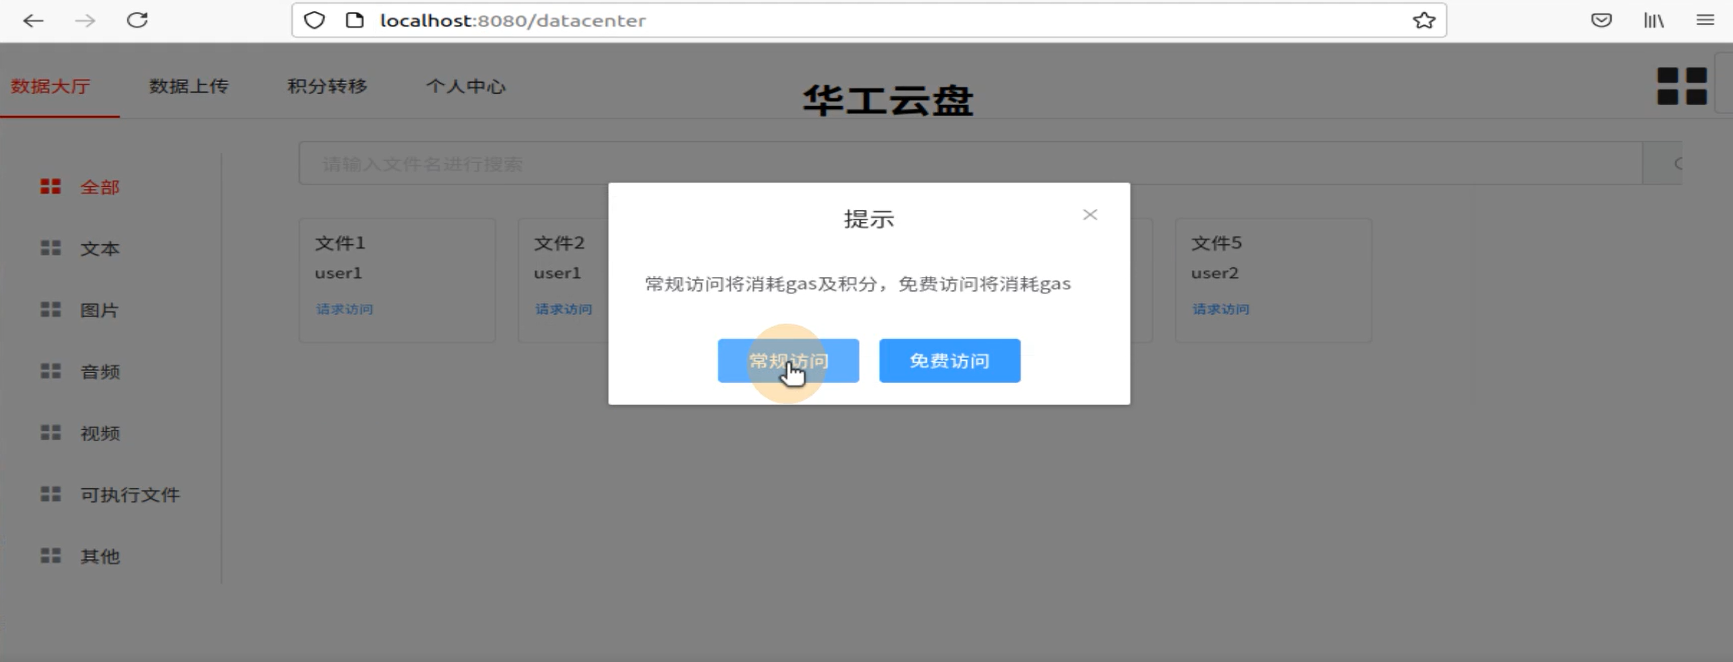 localhost:8080/datacenter
数据大厅 数据上传 积分转移 个人中心
华工云盘
请输入文件名进行搜索
全部
文本
图片
音频
视频
可执行文件
其他
文件1
user1
请求访问
文件2
user1
请求访问
文件5
user2
请求访问
提示
常规访问将消耗gas及积分，免费访问将消耗gas
常规访问 免费访问